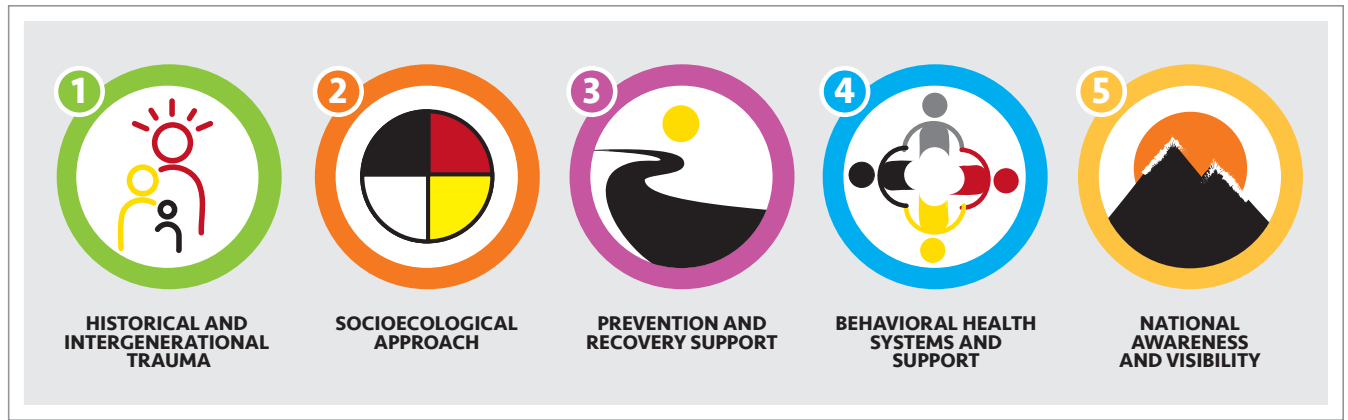 1
HISTORICAL AND
INTERGENERATIONAL
TRAUMA
2
SOCIOECOLOGICAL
APPROACH
3
PREVENTION AND
RECOVERY SUPPORT
4
BEHAVIORAL HEALTH
SYSTEMS AND
SUPPORT
5
NATIONAL
AWARENESS
AND VISIBILITY